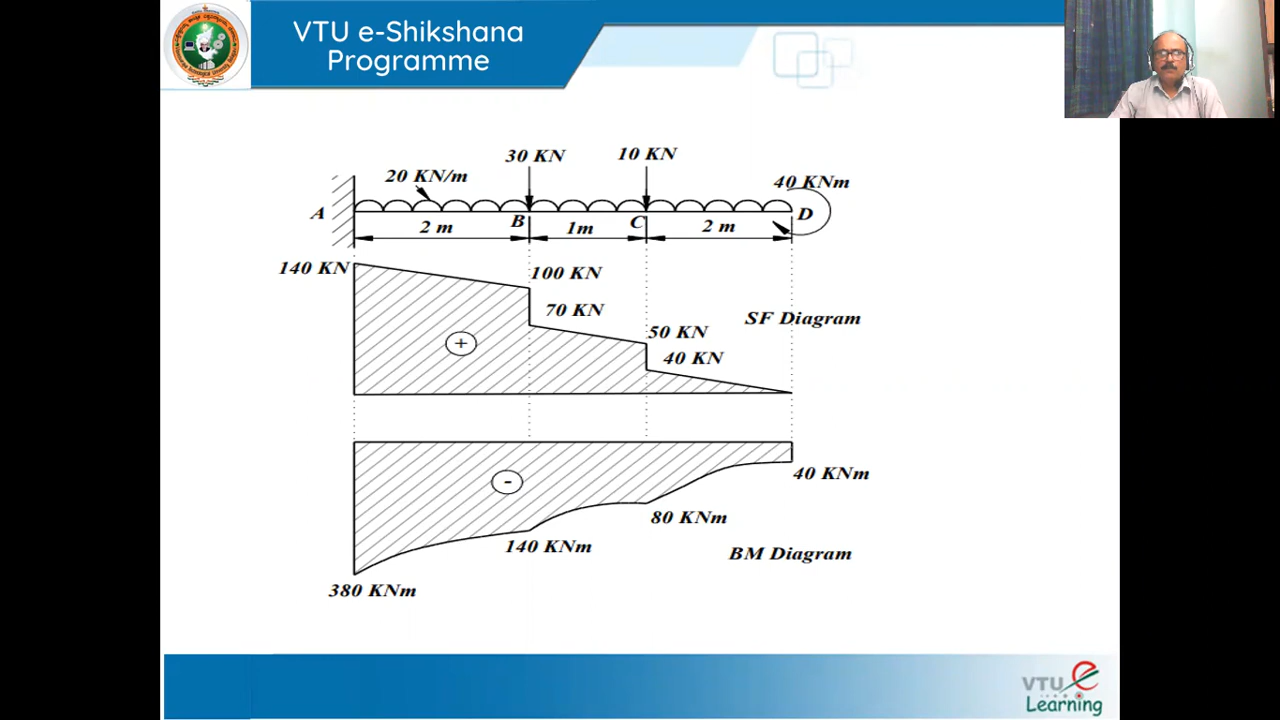 VTU e-Shikshana
Programme
30 KN
10 KN
20 KN/m
40 KNm
A
B
C
D
2 m
1m
2 m
140 KN
100 KN
70 KN
50 KN
SF Diagram
+
40 KN
-
40 KNm
80 KNm
140 KNm
BM Diagram
380 KNm
VTU e
Learning